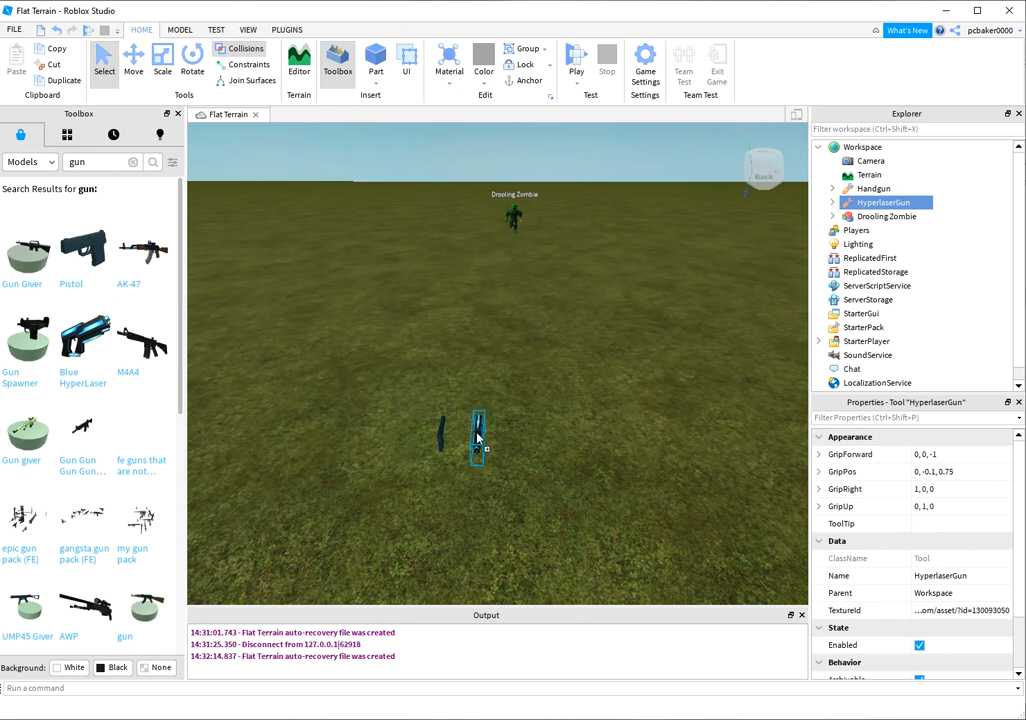 Flat Terrain - Roblox Studio
FILE
HOME
MODEL
TEST
VIEW
PLUGINS
What's New
pcbaker0000
Paste
Copy
Cut
Duplicate
Clipboard
Select
Move
Scale
Rotate
Collisions
Constraints
Join Surfaces
Tools
Editor
Terrain
Toolbox
Part
UI
Insert
Material
Color
Group
Lock
Anchor
Edit
Play
Stop
Test
Game
Settings
Settings
Team
Test
Exit
Game
Team Test
Toolbox
Models
gun
Search Results for gun:
Gun Giver
Pistol
AK-47
Gun
Spawner
Blue
HyperLaser
M4A4
Gun giver
Gun Gun
Gun Gun...
fe guns that
are not...
epic gun
pack (FE)
gangsta gun
pack (FE)
my gun
pack
UMP45 Giver
AWP
gun
Background:
White
Black
None
Flat Terrain
Back
Drooling Zombie
Output
14:31:01.743 - Flat Terrain auto-recovery file was created
14:31:25.350 - Disconnect from 127.0.0.1|62918
14:32:14.837 - Flat Terrain auto-recovery file was created
Explorer
Filter workspace (Ctrl+Shift+X)
Workspace
Camera
Terrain
Handgun
HyperlaserGun
Drooling Zombie
Players
Lighting
ReplicatedFirst
ReplicatedStorage
ServerScriptService
ServerStorage
StarterGui
StarterPack
StarterPlayer
SoundService
Chat
LocalizationService
Properties - Tool "HyperlaserGun"
Filter Properties (Ctrl+Shift+P)
Appearance
GripForward 0, 0, -1
GripPos 0, -0.1, 0.75
GripRight 1, 0, 0
GripUp 0, 1, 0
ToolTip
Data
ClassName Tool
Name HyperlaserGun
Parent Workspace
TextureId ...om/asset/?id=130093050
State
Enabled
Behavior
Archivable
Run a command